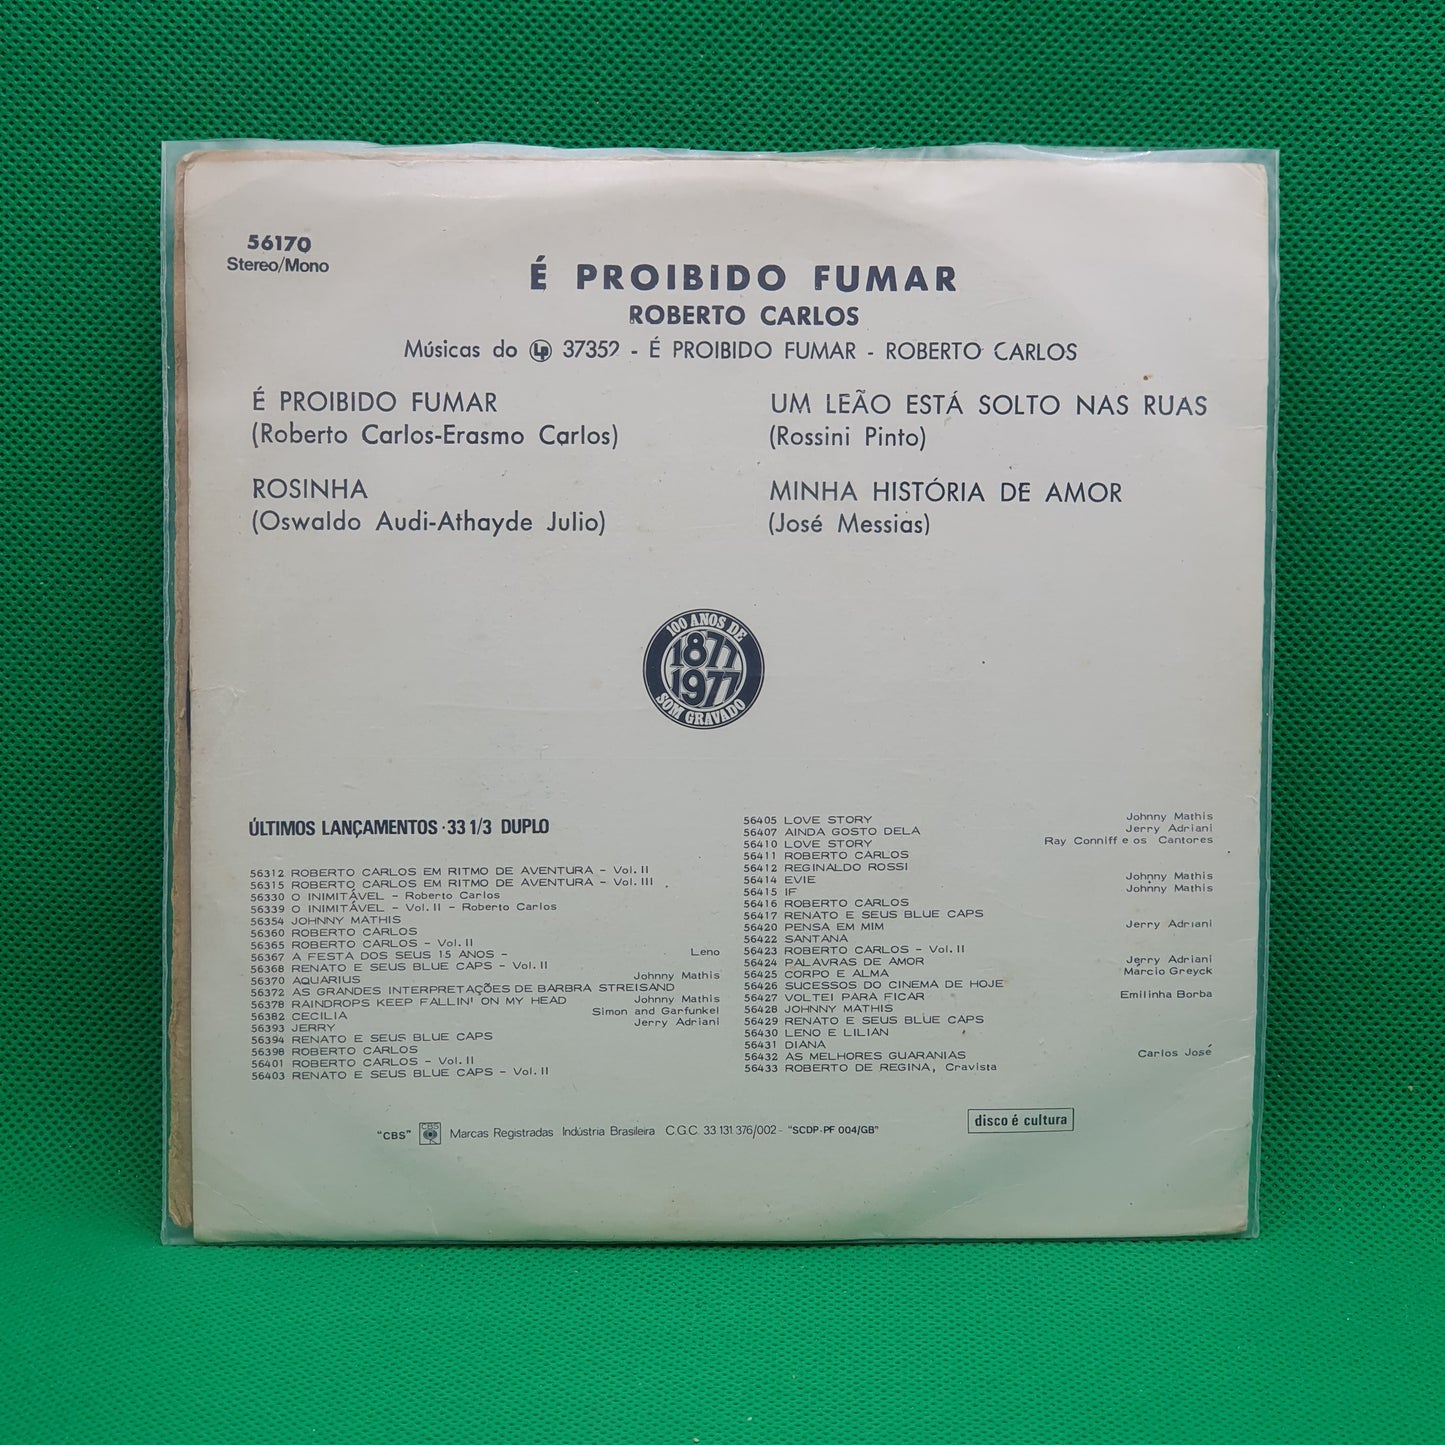 56170
Stereo/Mono
É PROIBIDO FUMAR
ROBERTO CARLOS
Músicas do LP 37352 - É PROIBIDO FUMAR - ROBERTO CARLOS
É PROIBIDO FUMAR
(Roberto Carlos-Erasmo Carlos)
ROSINHA
(Oswaldo Audi-Athayde Julio)
UM LEÃO ESTÁ SOLTO NAS RUAS
(Rossini Pinto)
MINHA HISTÓRIA DE AMOR
(José Messias)
100 ANOS DE
1877
1977
SOM GRAVADO
ÚLTIMOS LANÇAMENTOS · 33 1/3 DUPLO
56312 ROBERTO CARLOS EM RITMO DE AVENTURA - Vol. II
56315 ROBERTO CARLOS EM RITMO DE AVENTURA - Vol. III
56330 O INIMITÁVEL - Roberto Carlos
56339 O INIMITÁVEL - Vol. II - Roberto Carlos
56354 JOHNNY MATHIS
56360 ROBERTO CARLOS
56365 ROBERTO CARLOS - Vol. II
56367 A FESTA DOS SEUS 15 ANOS - Leno
56368 RENATO E SEUS BLUE CAPS - Vol. II
56370 AQUARIUS Johnny Mathis
56372 AS GRANDES INTERPRETAÇÕES DE BARBRA STREISAND
56378 RAINDROPS KEEP FALLIN' ON MY HEAD Johnny Mathis
56382 CECILIA Simon and Garfunkel
56393 JERRY Jerry Adriani
56394 RENATO E SEUS BLUE CAPS
56398 ROBERTO CARLOS
56401 ROBERTO CARLOS - Vol. II
56403 RENATO E SEUS BLUE CAPS - Vol. II
56405 LOVE STORY Johnny Mathis
56407 AINDA GOSTO DELA Jerry Adriani
56410 LOVE STORY Ray Conniff e os Cantores
56411 ROBERTO CARLOS
56412 REGINALDO ROSSI
56414 EVIE Johnny Mathis
56415 IF Johnny Mathis
56416 ROBERTO CARLOS
56417 RENATO E SEUS BLUE CAPS
56420 PENSA EM MIM Jerry Adriani
56422 SANTANA
56423 ROBERTO CARLOS - Vol. II
56424 PALAVRAS DE AMOR Jerry Adriani
56425 CORPO E ALMA Marcio Greyck
56426 SUCESSOS DO CINEMA DE HOJE
56427 VOLTEI PARA FICAR Emilinha Borba
56428 JOHNNY MATHIS
56429 RENATO E SEUS BLUE CAPS
56430 LENO E LILIAN
56431 DIANA
56432 AS MELHORES GUARANIAS Carlos José
56433 ROBERTO DE REGINA, Cravista
"CBS" CBS Marcas Registradas Indústria Brasileira C.G.C. 33 131 376/002 - "SCDP-PF 004/GB"
disco é cultura